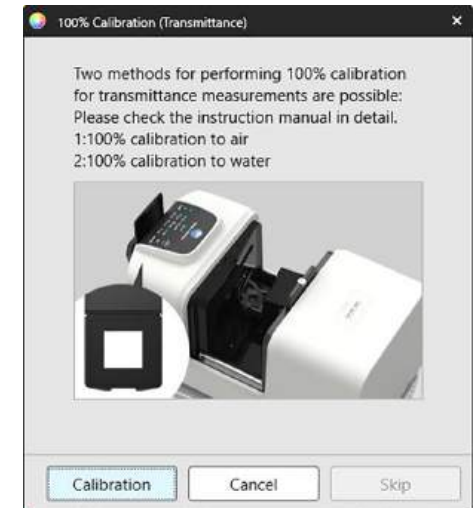 100% Calibration (Transmittance)
Two methods for performing 100% calibration
for transmittance measurements are possible:
Please check the instruction manual in detail.
1:100% calibration to air
2:100% calibration to water
Calibration
Cancel
Skip